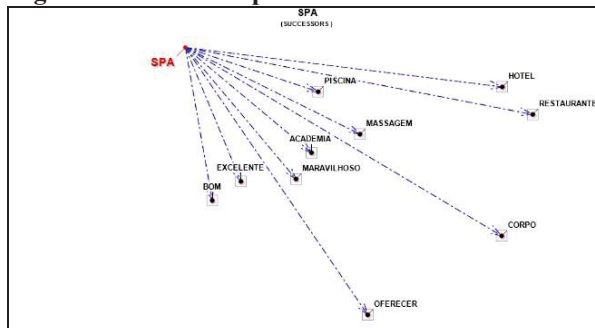 SPA
(SUCCESSORS)
SPA
HOTEL
PISCINA
RESTAURANTE
MASSAGEM
ACADEMIA
EXCELENTE
MARAVILHOSO
BOM
CORPO
OFERECER